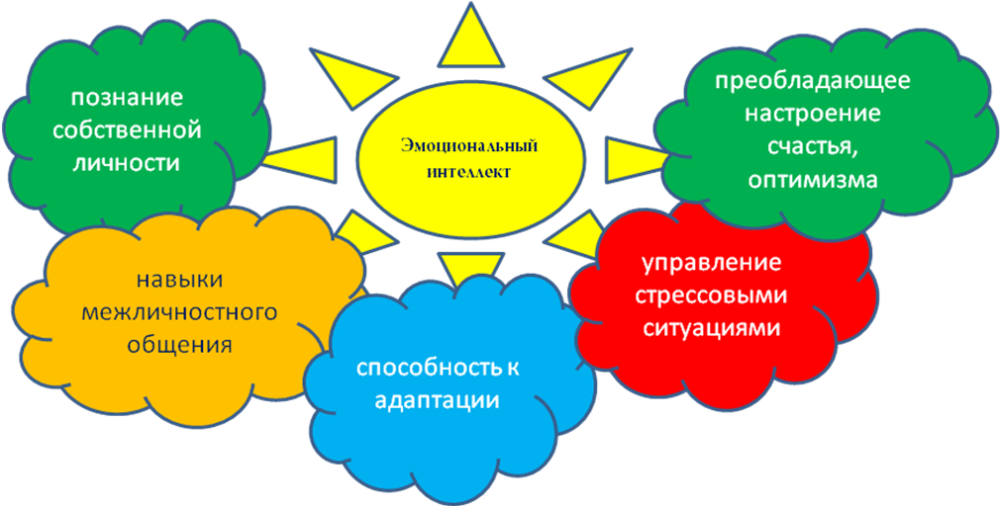 познание
собственной
личности
Эмоциональный
интеллект
преобладающее
настроение
счастья,
оптимизма
навыки
межличностного
общения
способность к
адаптации
управление
стрессовыми
ситуациями